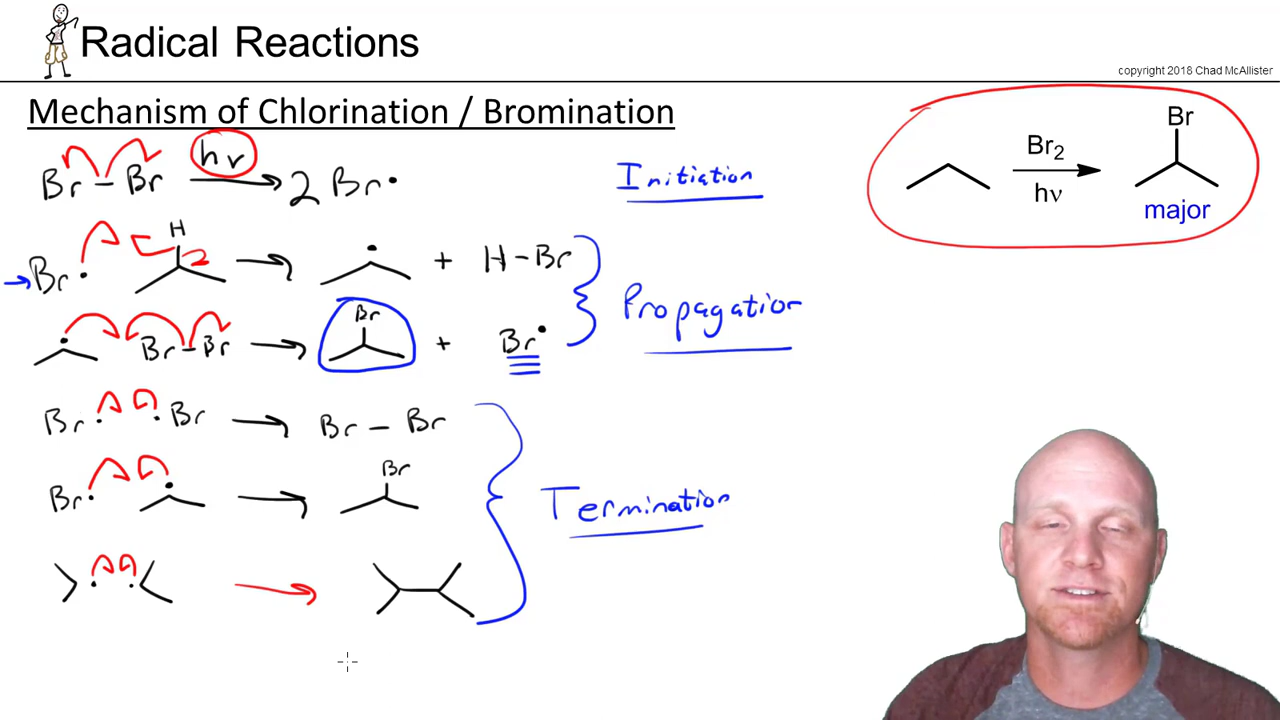 Radical Reactions
copyright 2018 Chad McAllister
Mechanism of Chlorination / Bromination
Br – Br hν → 2 Br•
Initiation
Br₂
hν
Br
major
H
Br• 2 → + H – Br
Propagation
Br
Br – Br → + Br•
Br• •Br → Br – Br
Br
Br• →
Termination